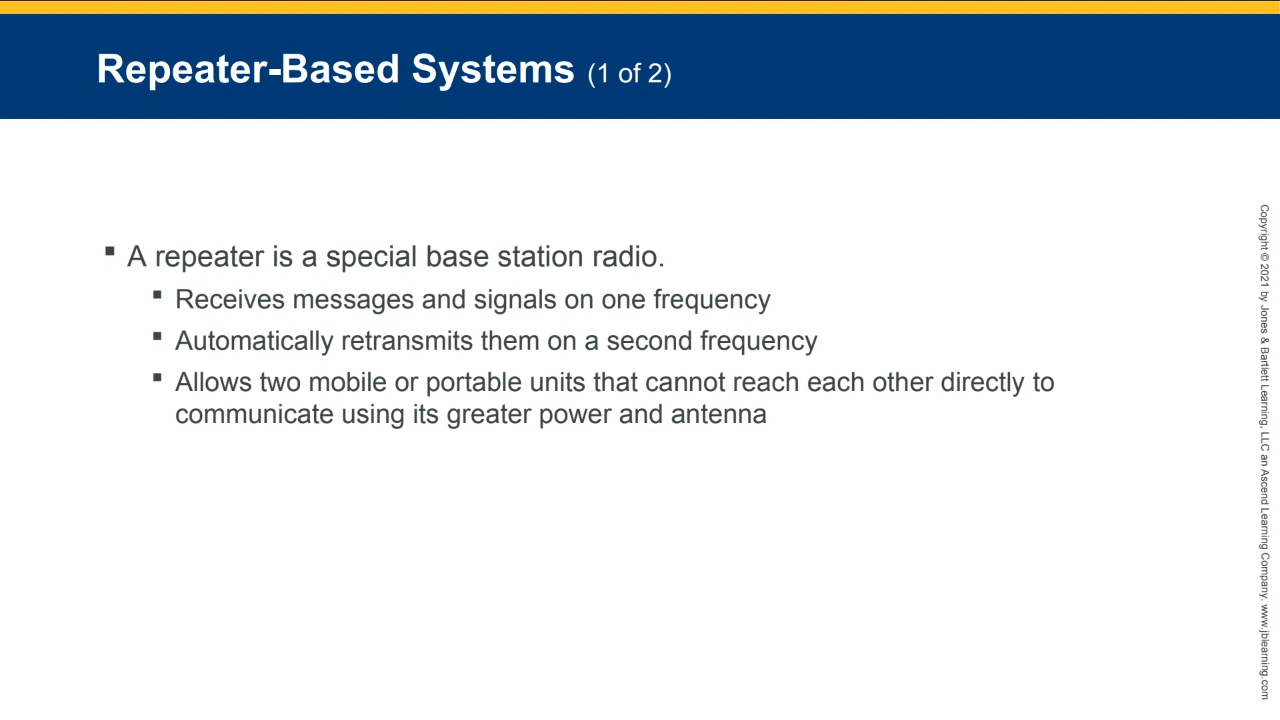 Repeater-Based Systems (1 of 2)
▪ A repeater is a special base station radio.
▪ Receives messages and signals on one frequency
▪ Automatically retransmits them on a second frequency
▪ Allows two mobile or portable units that cannot reach each other directly to
communicate using its greater power and antenna
Copyright © 2021 by Jones & Bartlett Learning, LLC an Ascend Learning Company. www.jblearning.com